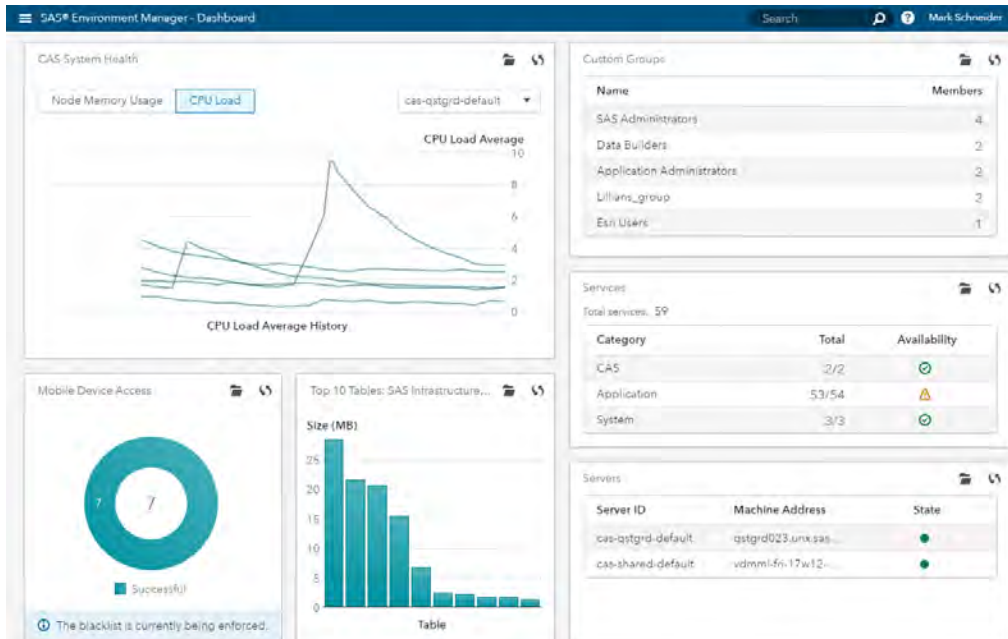 SAS® Environment Manager - Dashboard
Search
Mark Schneider
CAS System Health
Node Memory Usage
CPU Load
cas-qstgrd-default
CPU Load Average
10
8
6
4
2
0
CPU Load Average History
Mobile Device Access
7
7
Successful
The blacklist is currently being enforced.
Top 10 Tables: SAS Infrastructure...
Size (MB)
25
20
15
10
5
0
Table
Custom Groups
Name Members
SAS Administrators 4
Data Builders 2
Application Administrators 2
Lillians_group 2
Esri Users 1
Services
Total services: 59
Category Total Availability
CAS 2/2
Application 53/54
System 3/3
Servers
Server ID Machine Address State
cas-qstgrd-default qstgrd023.unx.sas...
cas-shared-default vdmml-fri-17w12-...